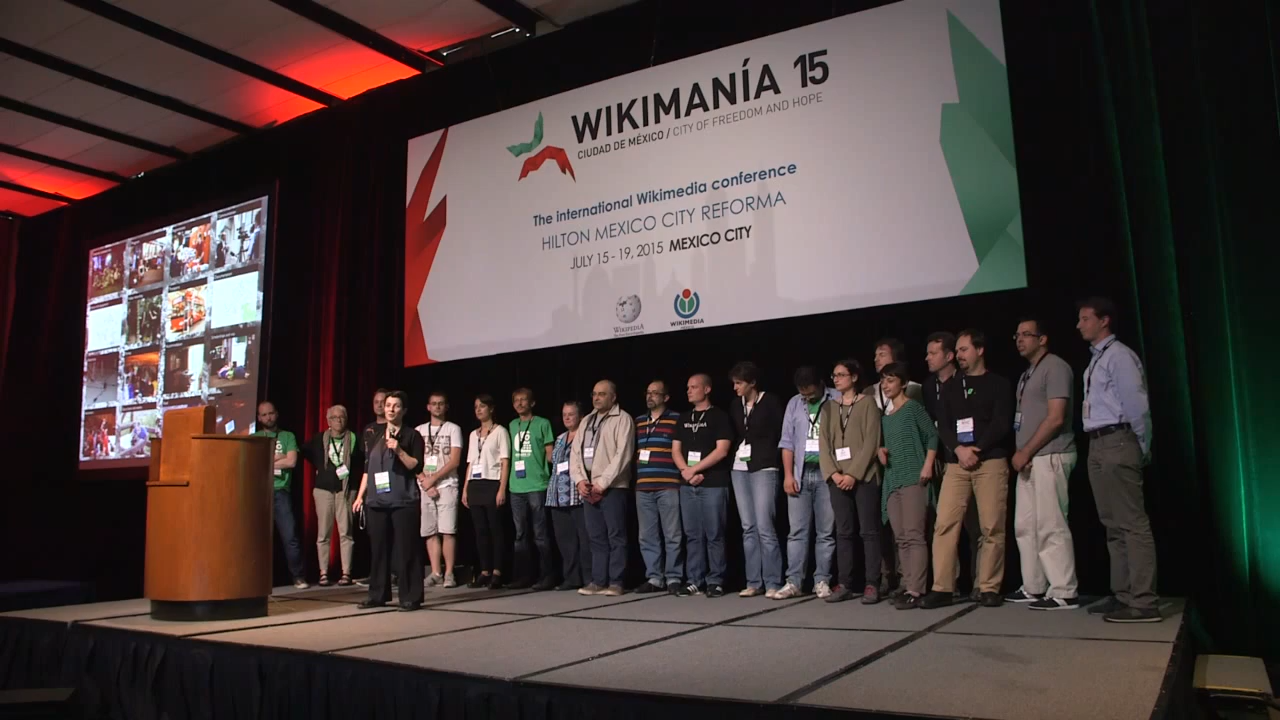 WIKIMANÍA 15
CIUDAD DE MÉXICO / CITY OF FREEDOM AND HOPE
The international Wikimedia conference
HILTON MEXICO CITY REFORMA
JULY 15 - 19, 2015 MEXICO CITY
WIKIPEDIA
WIKIMEDIA